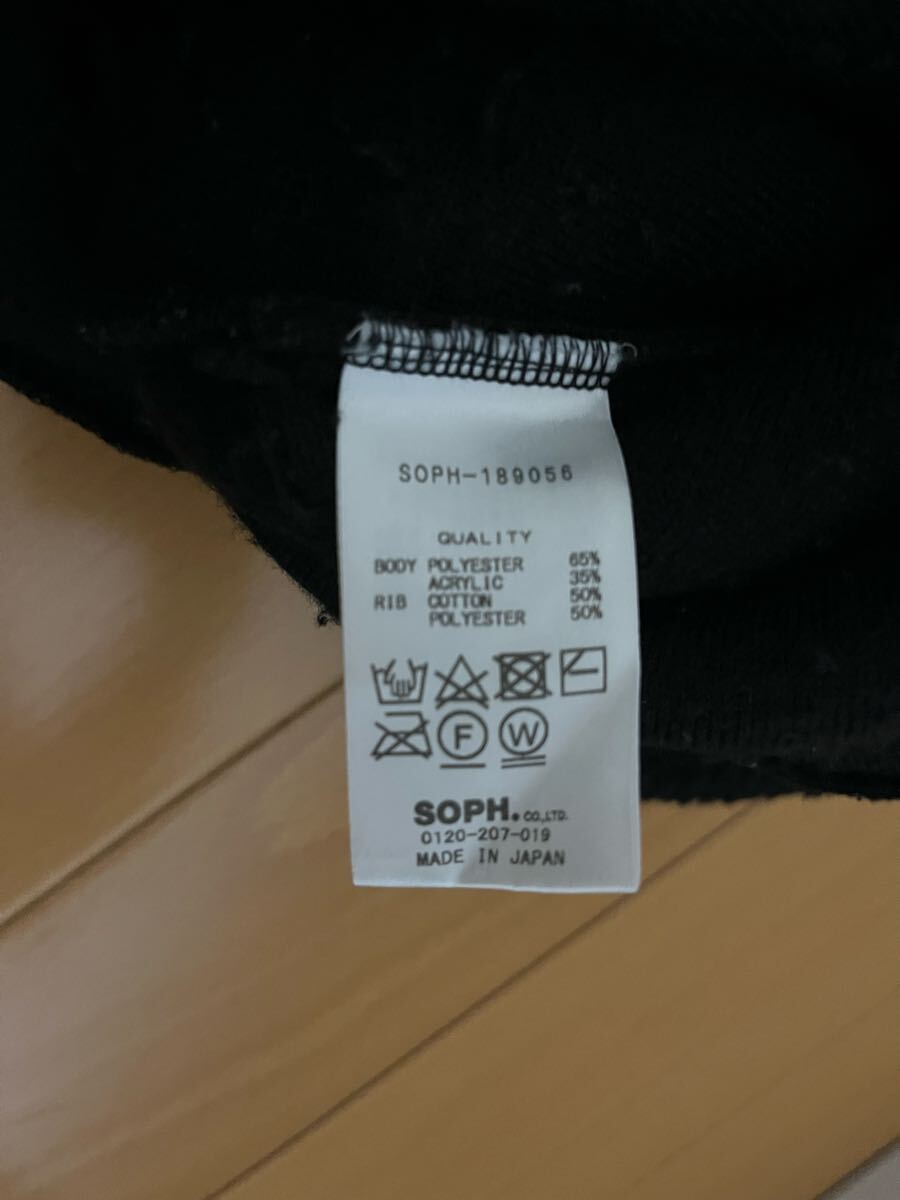 SOPH-189056
QUALITY
BODY POLYESTER 65%
ACRYLIC 35%
RIB COTTON 50%
POLYESTER 50%
F W
SOPH. CO.,LTD.
0120-207-019
MADE IN JAPAN